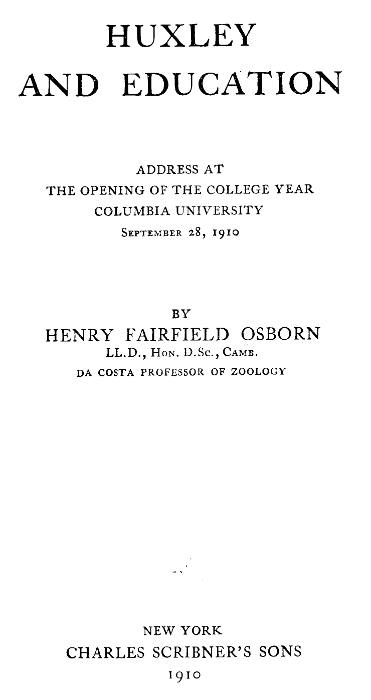 HUXLEY
AND EDUCATION
ADDRESS AT
THE OPENING OF THE COLLEGE YEAR
COLUMBIA UNIVERSITY
SEPTEMBER 28, 1910
BY
HENRY FAIRFIELD OSBORN
LL.D., HON. D.SC., CAMB.
DA COSTA PROFESSOR OF ZOOLOGY
NEW YORK
CHARLES SCRIBNER'S SONS
1910